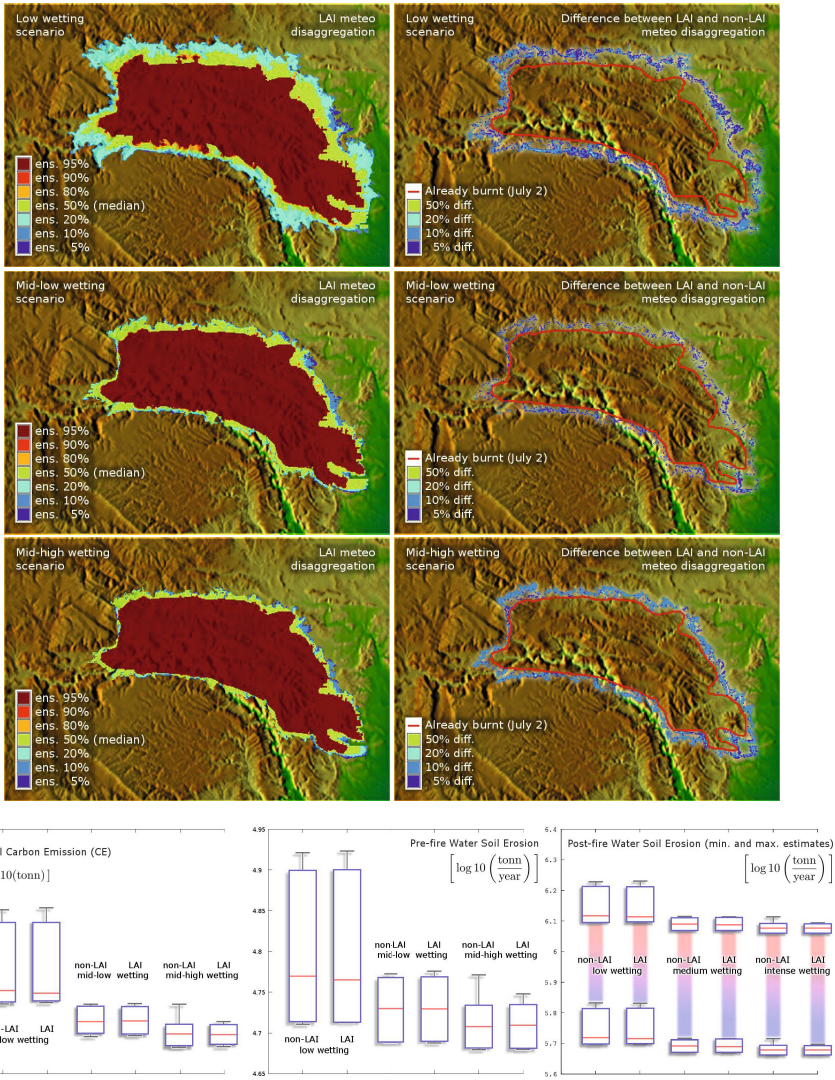 Low wetting
scenario
LAI meteo
disaggregation
ens. 95%
ens. 90%
ens. 80%
ens. 50% (median)
ens. 20%
ens. 10%
ens. 5%
Low wetting
scenario
Difference between LAI and non-LAI
meteo disaggregation
Already burnt (July 2)
50% diff.
20% diff.
10% diff.
5% diff.
Mid-low wetting
scenario
LAI meteo
disaggregation
ens. 95%
ens. 90%
ens. 80%
ens. 50% (median)
ens. 20%
ens. 10%
ens. 5%
Mid-low wetting
scenario
Difference between LAI and non-LAI
meteo disaggregation
Already burnt (July 2)
50% diff.
20% diff.
10% diff.
5% diff.
Mid-high wetting
scenario
LAI meteo
disaggregation
ens. 95%
ens. 90%
ens. 80%
ens. 50% (median)
ens. 20%
ens. 10%
ens. 5%
Mid-high wetting
scenario
Difference between LAI and non-LAI
meteo disaggregation
Already burnt (July 2)
50% diff.
20% diff.
10% diff.
5% diff.
l Carbon Emission (CE)
10(tonn) ]
non-LAI LAI
mid-low wetting
non-LAI LAI
mid-high wetting
-LAI LAI
low wetting
4.95
4.9
4.85
4.8
4.75
4.7
4.65
Pre-fire Water Soil Erosion
[ log 10 ( tonn
year ) ]
non-LAI LAI
mid-low wetting
non-LAI LAI
mid-high wetting
non-LAI LAI
low wetting
6.4
6.3
6.2
6.1
6
5.9
5.8
5.7
5.6
Post-fire Water Soil Erosion (min. and max. estimates)
[ log 10 ( tonn
year ) ]
non-LAI LAI
low wetting
non-LAI LAI
medium wetting
non-LAI LAI
intense wetting